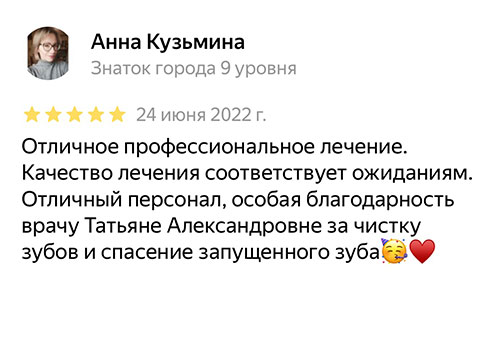 Анна Кузьмина
Знаток города 9 уровня
24 июня 2022 г.
Отличное профессиональное лечение.
Качество лечения соответствует ожиданиям.
Отличный персонал, особая благодарность
врачу Татьяне Александровне за чистку
зубов и спасение запущенного зуба🥳♥️